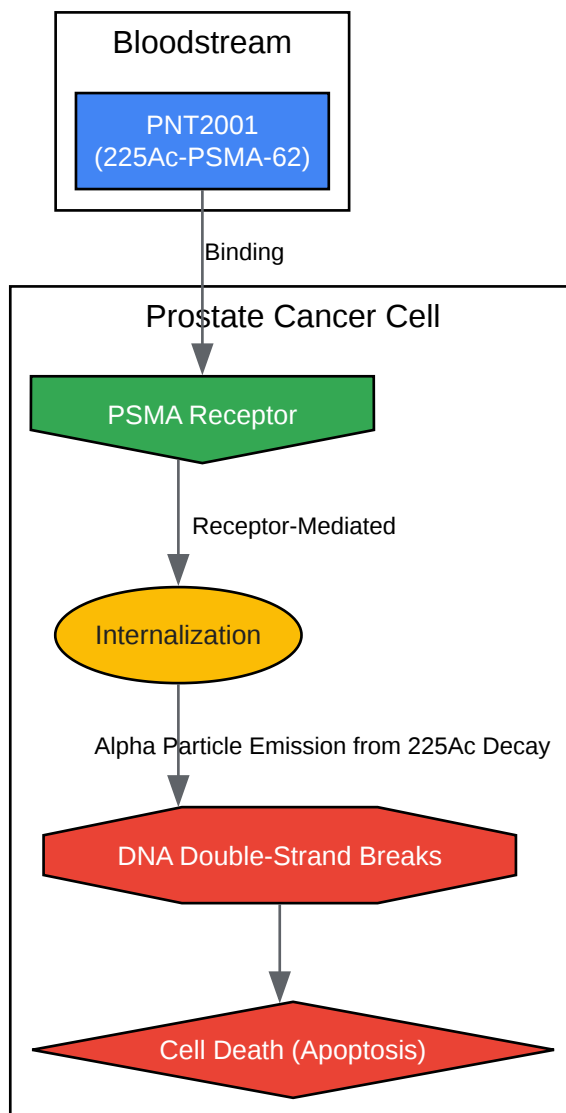 Bloodstream
PNT2001
(225Ac-PSMA-62)
Binding
Prostate Cancer Cell
PSMA Receptor
Receptor-Mediated
Internalization
Alpha Particle Emission from 225Ac Decay
DNA Double-Strand Breaks
Cell Death (Apoptosis)